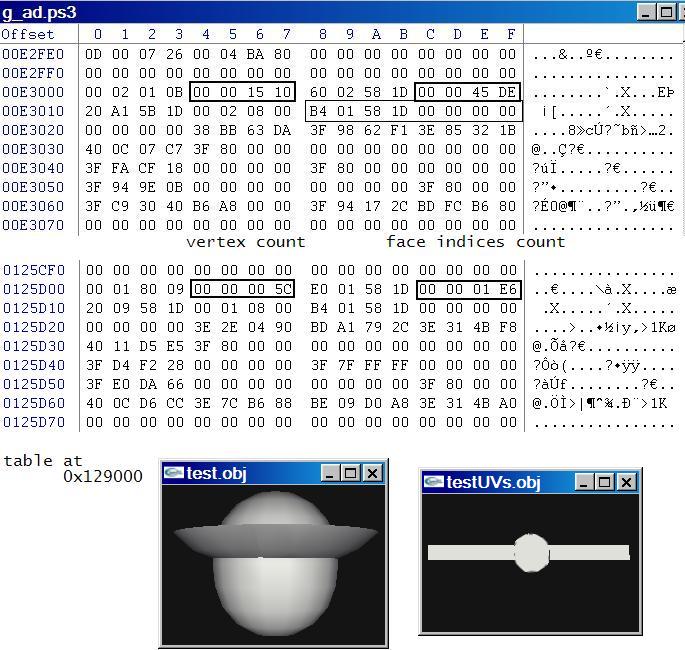 g_ad.ps3
Offset 0 1 2 3 4 5 6 7 8 9 A B C D E F
00E2FE0 0D 00 07 26 00 04 BA 80 00 00 00 00 00 00 00 00 ...&..º€........
00E2FF0 00 00 00 00 00 00 00 00 00 00 00 00 00 00 00 00 ................
00E3000 00 02 01 0B 00 00 15 10 60 02 58 1D 00 00 45 DE ........`.X...EÞ
00E3010 20 A1 5B 1D 00 02 08 00 B4 01 58 1D 00 00 00 00 ¡[.....´.X.....
00E3020 00 00 00 00 38 BB 63 DA 3F 98 62 F1 3E 85 32 1B ....8»cÚ?˜bñ>…2.
00E3030 40 0C 07 C7 3F 80 00 00 00 00 00 00 00 00 00 00 @..Ç?€..........
00E3040 3F FA CF 18 00 00 00 00 3F 80 00 00 00 00 00 00 ?úÏ.....?€......
00E3050 3F 94 9E 0B 00 00 00 00 00 00 00 00 3F 80 00 00
00E3060 3F C9 30 40 B6 A8 00 00 3F 94 17 2C BD FC B6 80 ?É0@¶¨..?”.,½ü¶€
00E3070 00 00 00 00 00 00 00 00 00 00 00 00 00 00 00 00 ................
vertex count face indices count
0125CF0 00 00 00 00 00 00 00 00 00 00 00 00 00 00 00 00 ................
0125D00 00 01 80 09 00 00 00 5C E0 01 58 1D 00 00 01 E6 ..€....\à.X....æ
0125D10 20 09 58 1D 00 01 08 00 B4 01 58 1D 00 00 00 00 .X.....´.X.....
0125D20 00 00 00 00 3E 2E 04 90 BD A1 79 2C 3E 31 4B F8
0125D30 40 11 D5 E5 3F 80 00 00 00 00 00 00 00 00 00 00 @.Õå?€..........
0125D40 3F D4 F2 28 00 00 00 00 3F 7F FF FF 00 00 00 00
0125D50 3F E0 DA 66 00 00 00 00 00 00 00 00 3F 80 00 00 ?àÚf........?€..
0125D60 40 0C D6 CC 3E 7C B6 88 BE 09 D0 A8 3E 31 4B A0 @.ÖÌ>|¶ˆ¾.Ð¨>1K
0125D70 00 00 00 00 00 00 00 00 00 00 00 00 00 00 00 00 ................
table at
0x129000
test.obj
testUVs.obj